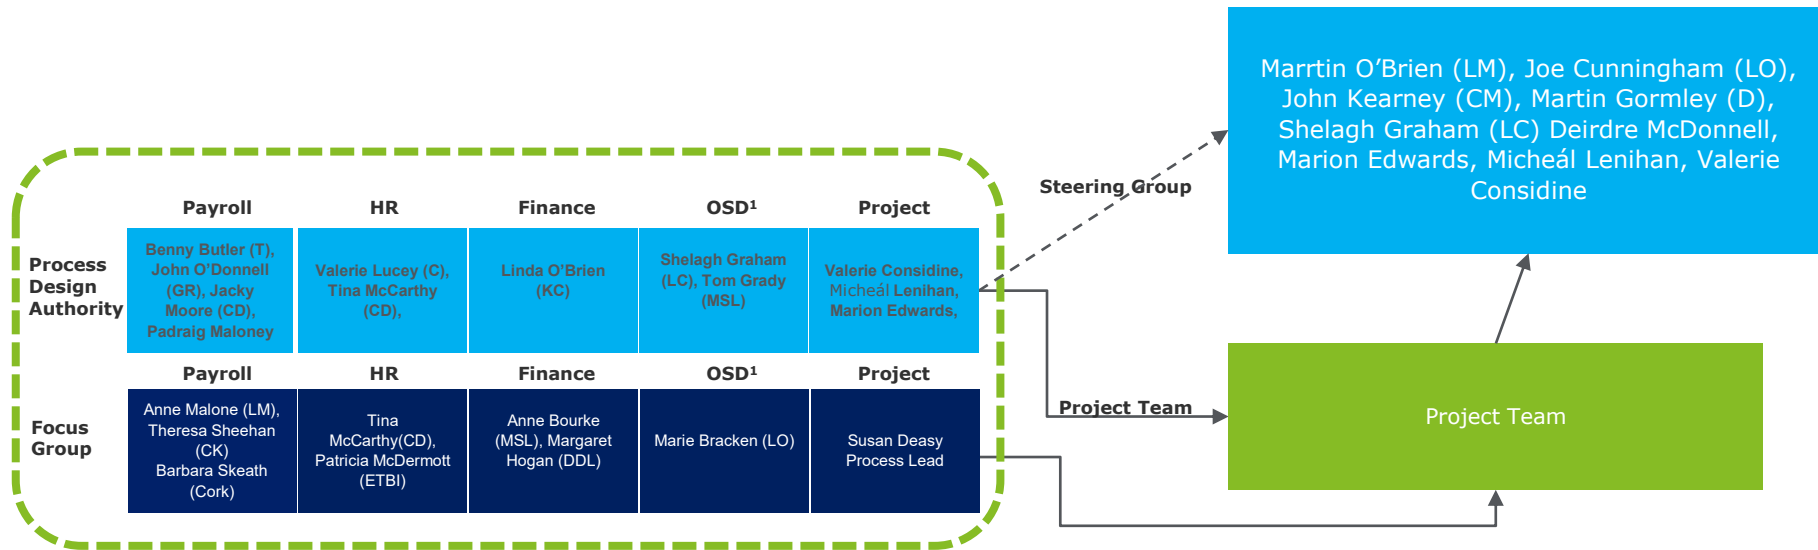 Marrtin O’Brien (LM), Joe Cunningham (LO),
John Kearney (CM), Martin Gormley (D),
Shelagh Graham (LC) Deirdre McDonnell,
Marion Edwards, Micheál Lenihan, Valerie
Considine
Steering Group
Payroll
HR
Finance
OSD¹
Project
Process
Design
Authority
Benny Butler (T),
John O’Donnell
(GR), Jacky
Moore (CD),
Padraig Maloney
Valerie Lucey (C),
Tina McCarthy
(CD),
Linda O’Brien
(KC)
Shelagh Graham
(LC), Tom Grady
(MSL)
Valerie Considine,
Micheál Lenihan,
Marion Edwards,
Payroll
HR
Finance
OSD¹
Project
Focus
Group
Anne Malone (LM),
Theresa Sheehan
(CK)
Barbara Skeath
(Cork)
Tina
McCarthy(CD),
Patricia McDermott
(ETBI)
Anne Bourke
(MSL), Margaret
Hogan (DDL)
Marie Bracken (LO)
Susan Deasy
Process Lead
Project Team
Project Team